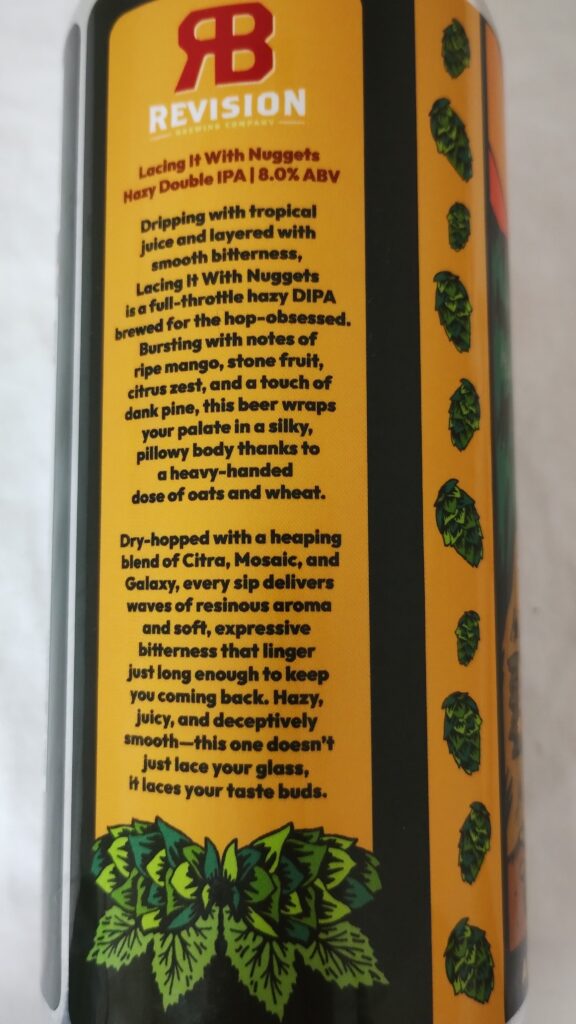 RB
REVISION
BREWING COMPANY
Lacing It With Nuggets
Hazy Double IPA | 8.0% ABV
Dripping with tropical
juice and layered with
smooth bitterness,
Lacing It With Nuggets
is a full-throttle hazy DIPA
brewed for the hop-obsessed.
Bursting with notes of
ripe mango, stone fruit,
citrus zest, and a touch of
dank pine, this beer wraps
your palate in a silky,
pillowy body thanks to
a heavy-handed
dose of oats and wheat.
Dry-hopped with a heaping
blend of Citra, Mosaic, and
Galaxy, every sip delivers
waves of resinous aroma
and soft, expressive
bitterness that linger
just long enough to keep
you coming back. Hazy,
juicy, and deceptively
smooth—this one doesn't
just lace your glass,
it laces your taste buds.